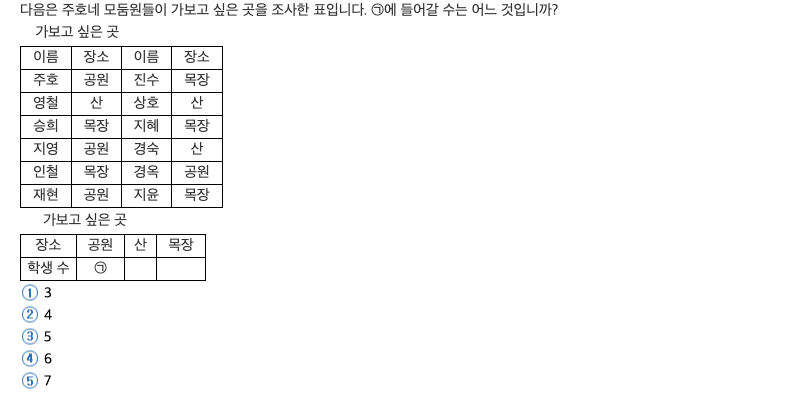 다음은 주호네 모둠원들이 가보고 싶은 곳을 조사한 표입니다. ㉠에 들어갈 수는 어느 것입니까?
가보고 싶은 곳
이름 장소 이름 장소
주호 공원 진수 목장
영철 산 상호 산
승희 목장 지혜 목장
지영 공원 경숙 산
인철 목장 경옥 공원
재현 공원 지윤 목장
가보고 싶은 곳
장소 공원 산 목장
학생 수 ㉠
① 3
② 4
③ 5
④ 6
⑤ 7